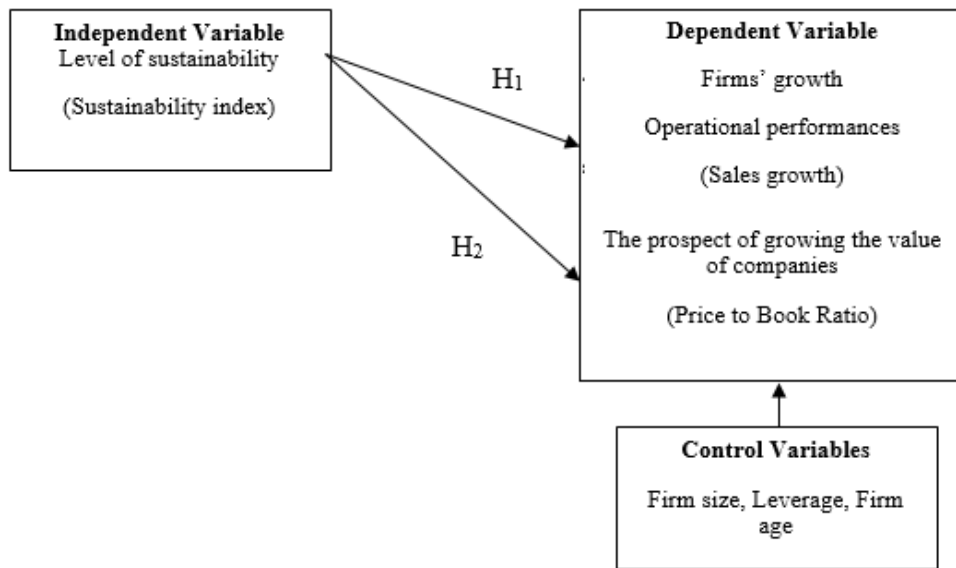 Independent Variable
Level of sustainability
(Sustainability index)
H1
H2
Dependent Variable
Firms’ growth
Operational performances
(Sales growth)
The prospect of growing the value
of companies
(Price to Book Ratio)
Control Variables
Firm size, Leverage, Firm
age